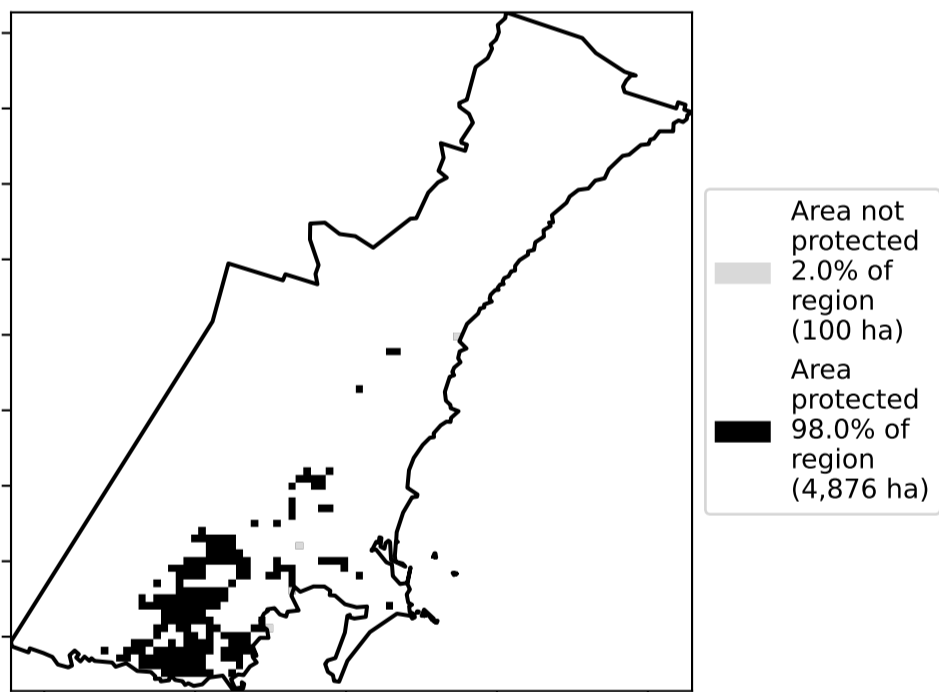 Area not
protected
2.0% of
region
(100 ha)
Area
protected
98.0% of
region
(4,876 ha)